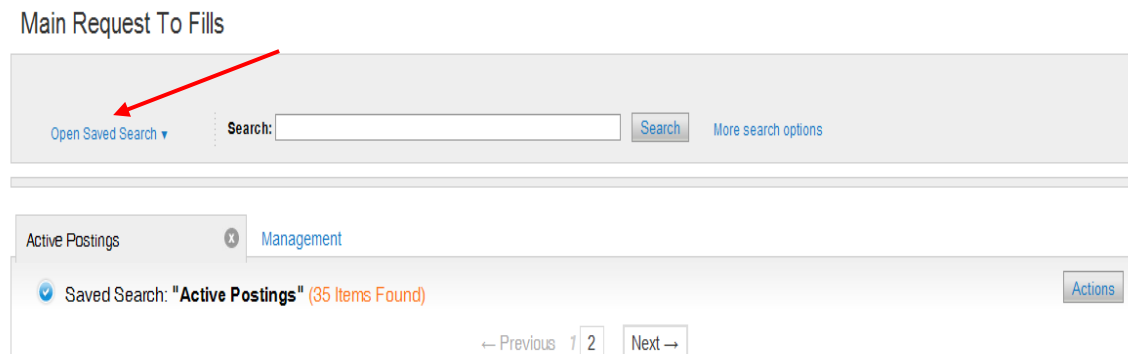 Main Request To Fills
Open Saved Search ▾ Search: Search More search options
Active Postings x Management
Saved Search: "Active Postings" (35 Items Found) Actions
← Previous 1 2 Next →